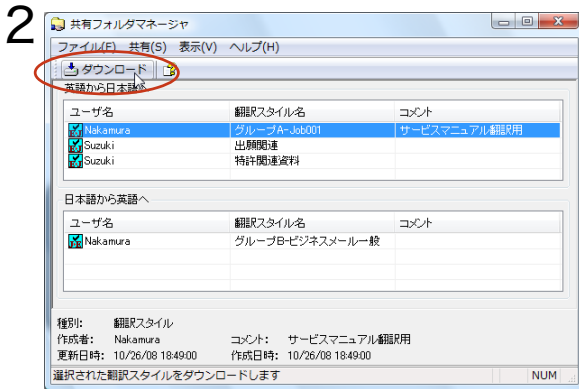 2
共有フォルダマネージャ
ファイル(F) 共有(S) 表示(V) ヘルプ(H)
ダウンロード
英語から日本語へ
ユーザ名 翻訳スタイル名 コメント
Nakamura グループA-Job001 サービスマニュアル翻訳用
Suzuki 出願関連
Suzuki 特許関連資料
日本語から英語へ
ユーザ名 翻訳スタイル名 コメント
Nakamura グループB-ビジネスメール一般
種別: 翻訳スタイル
作成者: Nakamura コメント: サービスマニュアル翻訳用
更新日時: 10/26/08 18:49:00 作成日時: 10/26/08 18:49:00
選択された翻訳スタイルをダウンロードします NUM